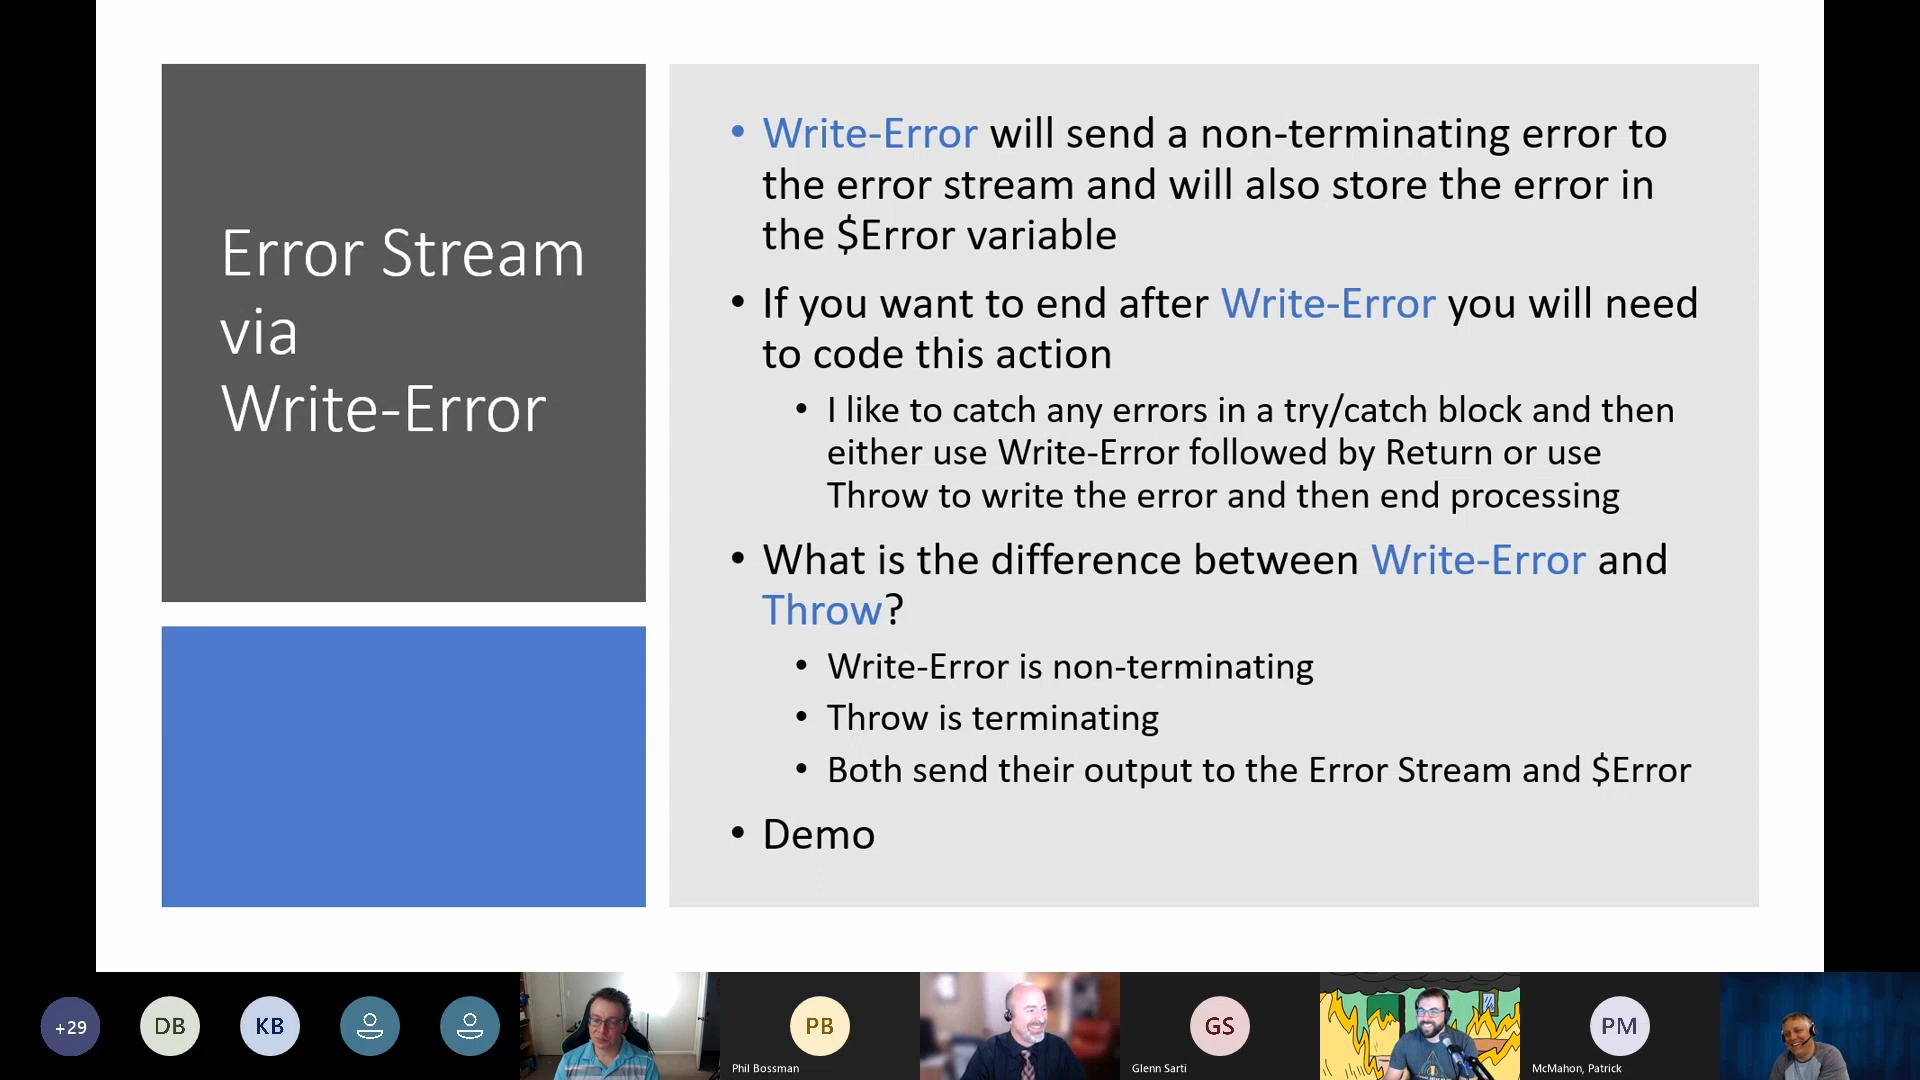 Error Stream
via
Write-Error
• Write-Error will send a non-terminating error to
the error stream and will also store the error in
the $Error variable
• If you want to end after Write-Error you will need
to code this action
• I like to catch any errors in a try/catch block and then
either use Write-Error followed by Return or use
Throw to write the error and then end processing
• What is the difference between Write-Error and
Throw?
• Write-Error is non-terminating
• Throw is terminating
• Both send their output to the Error Stream and $Error
• Demo
+29
DB
KB
PB
Phil Bossman
GS
Glenn Sarti
PM
McMahon, Patrick